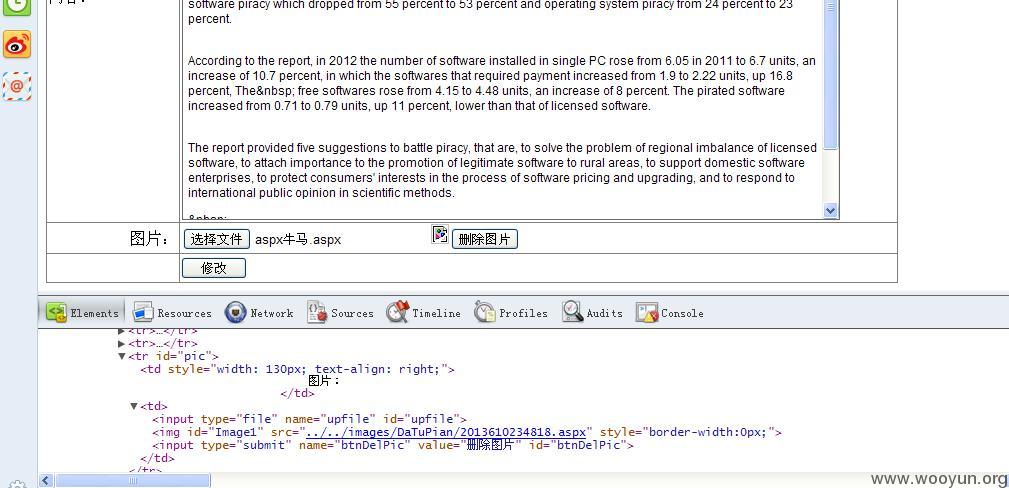 software piracy which dropped from 55 percent to 53 percent and operating system piracy from 24 percent to 23
percent.
According to the report, in 2012 the number of software installed in single PC rose from 6.05 in 2011 to 6.7 units, an
increase of 10.7 percent, in which the softwares that required payment increased from 1.9 to 2.22 units, up 16.8
percent, The&nbsp; free softwares rose from 4.15 to 4.48 units, an increase of 8 percent. The pirated software
increased from 0.71 to 0.79 units, up 11 percent, lower than that of licensed software.
The report provided five suggestions to battle piracy, that are, to solve the problem of regional imbalance of licensed
software, to attach importance to the promotion of legitimate software to rural areas, to support domestic software
enterprises, to protect consumers' interests in the process of software pricing and upgrading, and to respond to
international public opinion in scientific methods.
&nbsp;
图片： 选择文件 aspx牛马.aspx 删除图片
修改
Elements Resources Network Sources Timeline Profiles Audits Console
▶<tr>…</tr>
▶<tr>…</tr>
▼<tr id="pic">
<td style="width: 130px; text-align: right;">
图片：
</td>
▼<td>
<input type="file" name="upfile" id="upfile">
<img id="Image1" src="../../images/DaTuPian/2013610234818.aspx" style="border-width:0px;">
<input type="submit" name="btnDelPic" value="删除图片" id="btnDelPic">
</td>
</tr>
www.wooyun.org